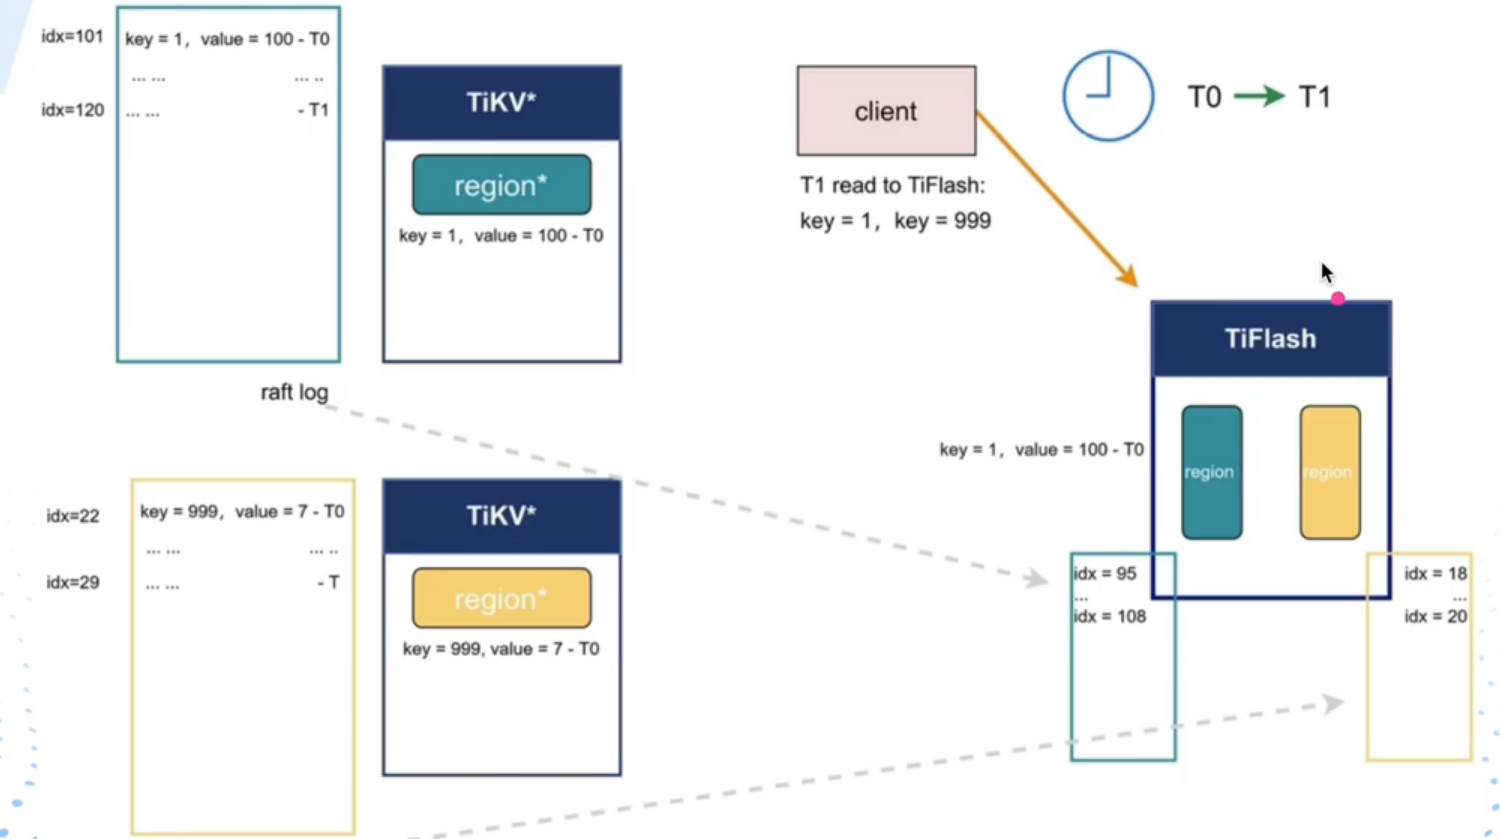 idx=101
key = 1, value = 100 - T0
... ... ... ..
idx=120
... ... - T1
TiKV*
region*
key = 1, value = 100 - T0
raft log
client
T0 T1
T1 read to TiFlash:
key = 1, key = 999
TiFlash
key = 1, value = 100 - T0
region
region
idx = 95
...
idx = 108
idx = 18
...
idx = 20
idx=22
key = 999, value = 7 - T0
... ... ... ..
idx=29
... ... - T
TiKV*
region*
key = 999, value = 7 - T0